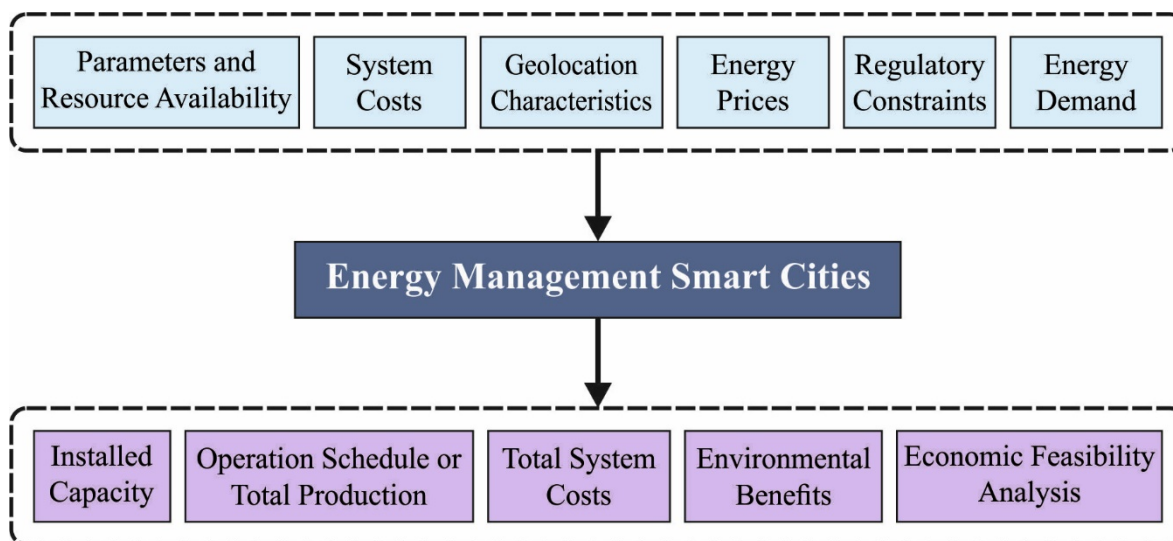 Parameters and
Resource Availability
System
Costs
Geolocation
Characteristics
Energy
Prices
Regulatory
Constraints
Energy
Demand
Energy Management Smart Cities
Installed
Capacity
Operation Schedule or
Total Production
Total System
Costs
Environmental
Benefits
Economic Feasibility
Analysis